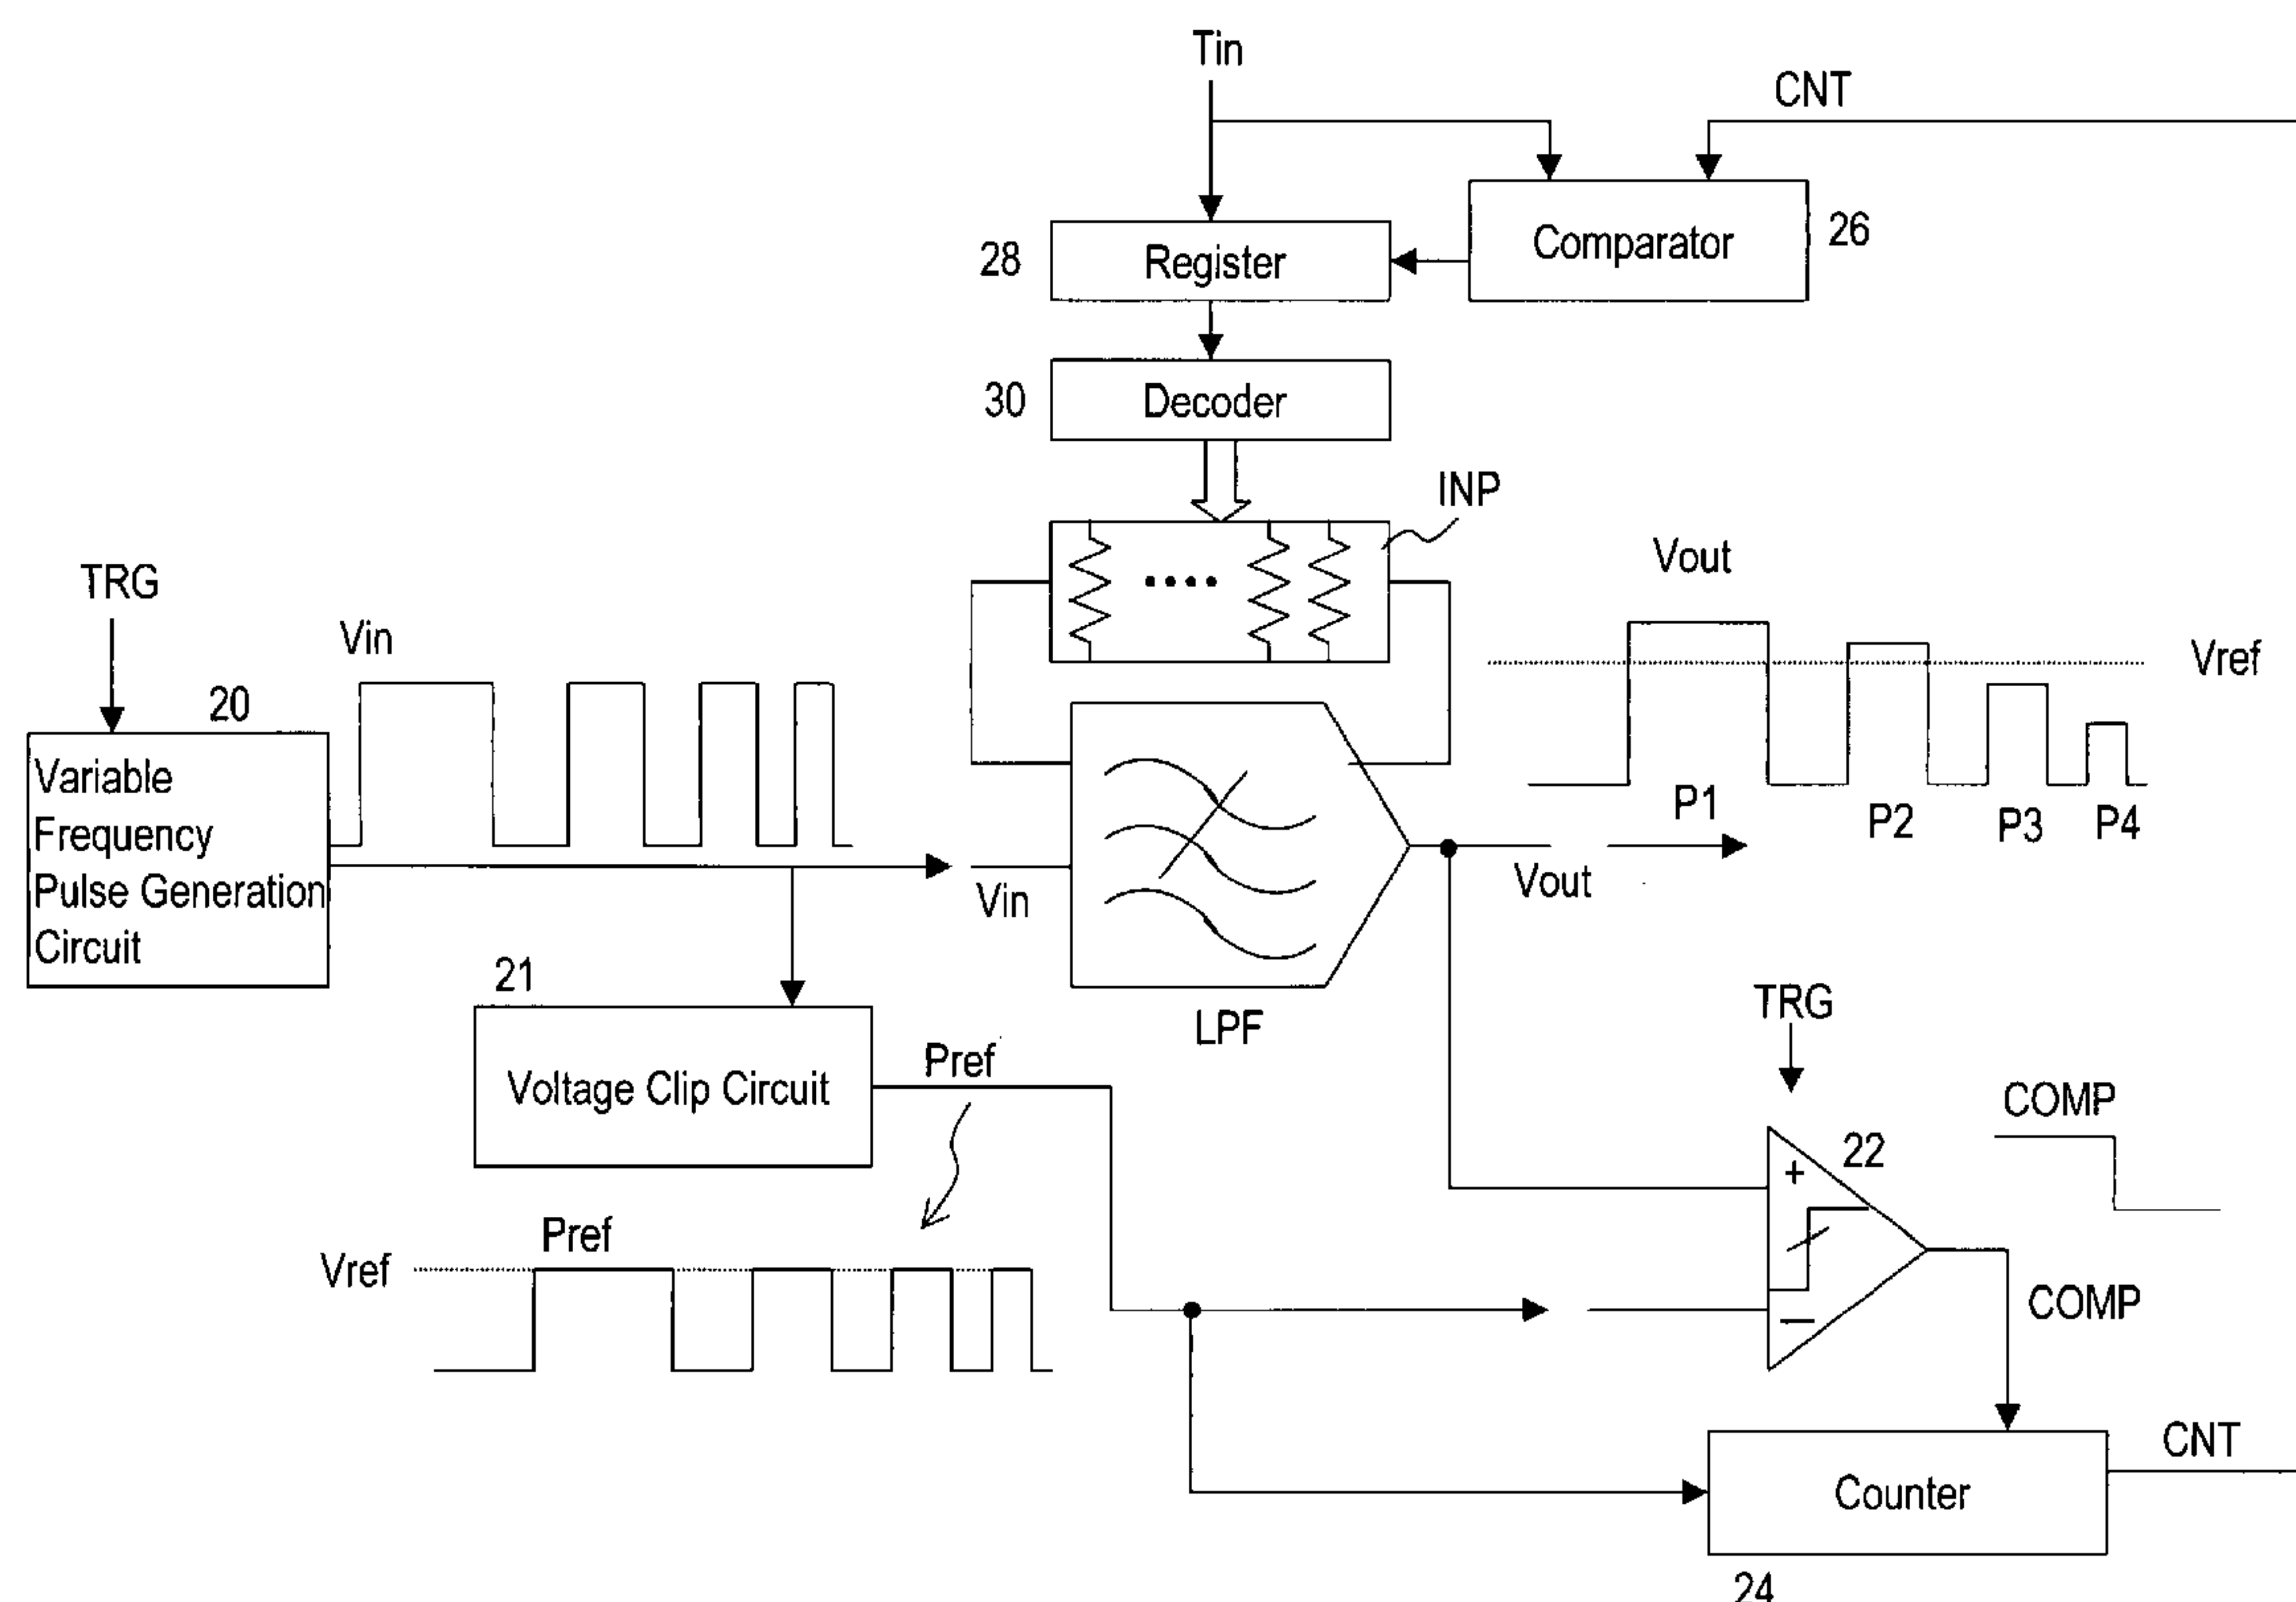 Tin
CNT
Comparator
26
28
Register
30
Decoder
INP
Vout
Vref
TRG
Vin
20
Variable
Frequency
Pulse Generation
Circuit
P1
P2
P3
P4
Vin
Vout
LPF
21
Voltage Clip Circuit
Pref
TRG
COMP
22
+
−
Pref
Vref
COMP
CNT
Counter
24